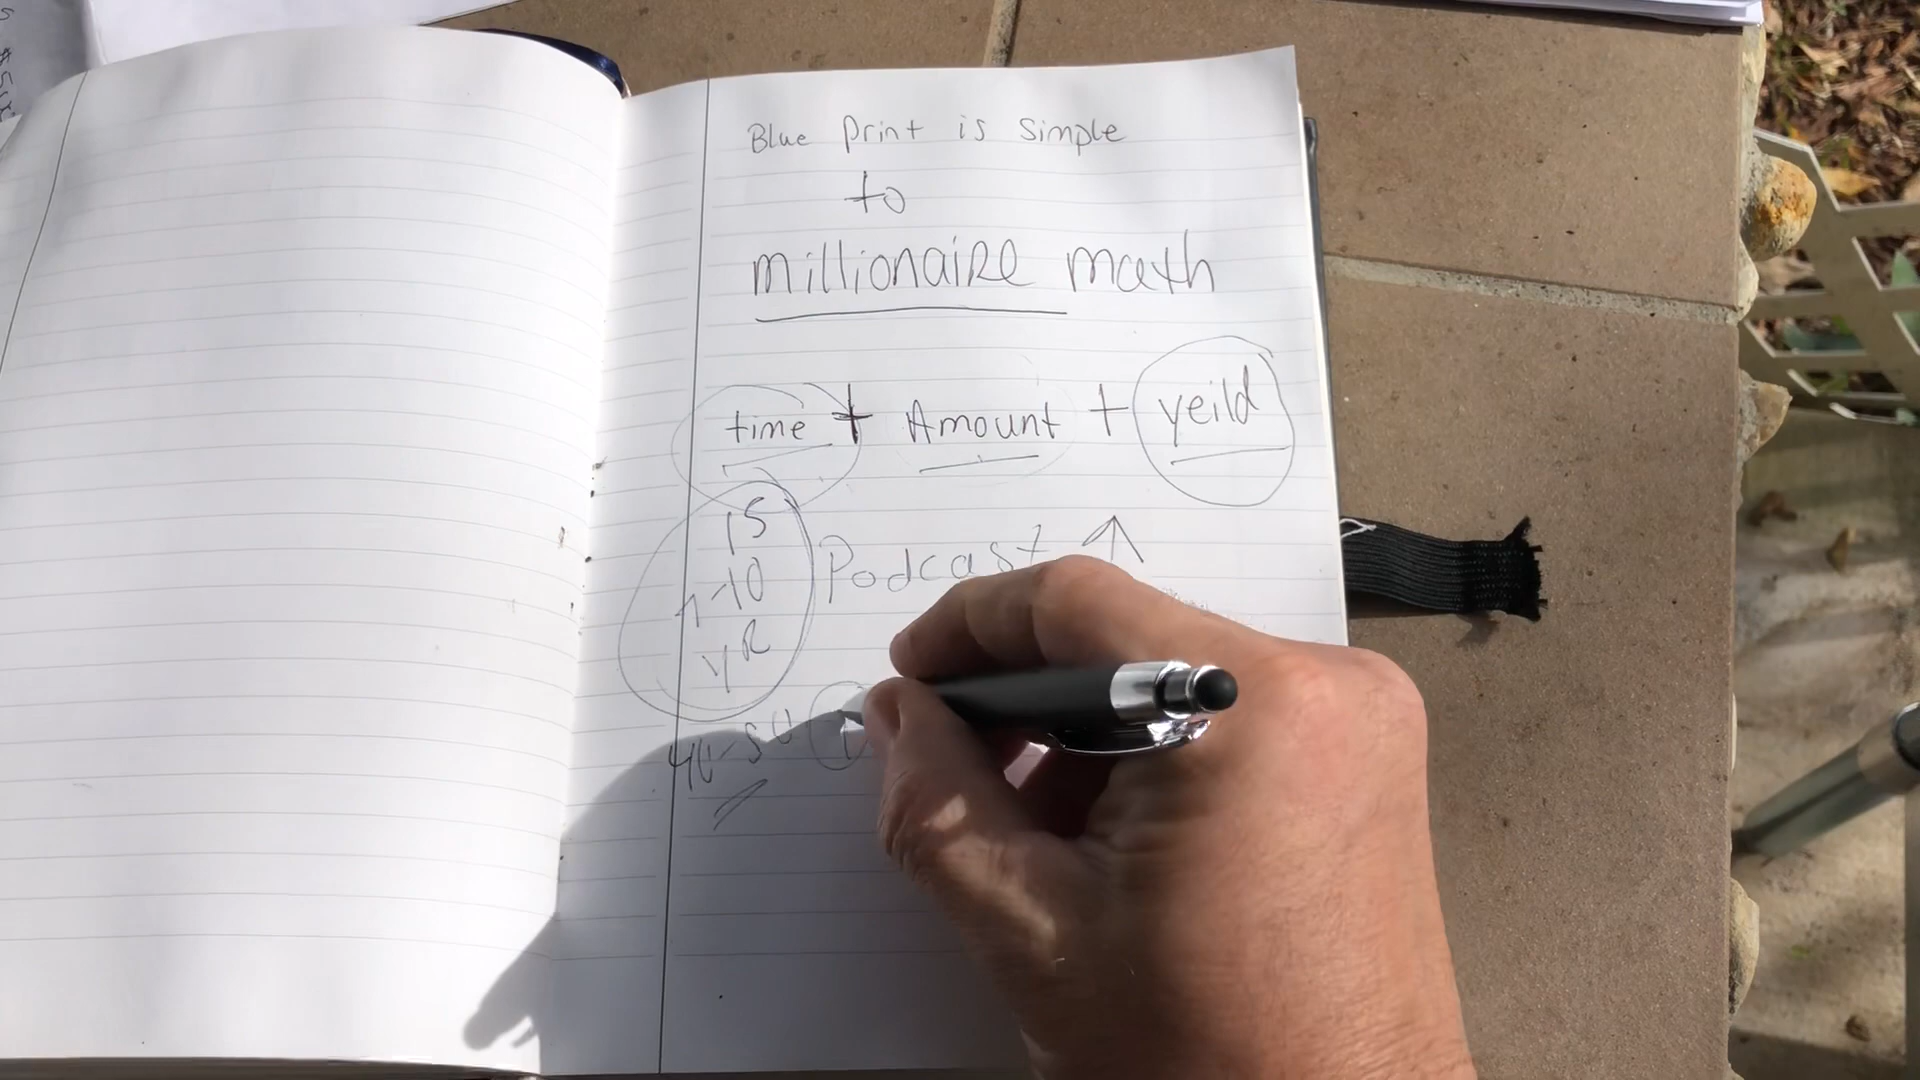 Blue Print is simple
to
millionaire math
time + Amount + yeild
15
7-10
YR
Podcast ↑
40-50